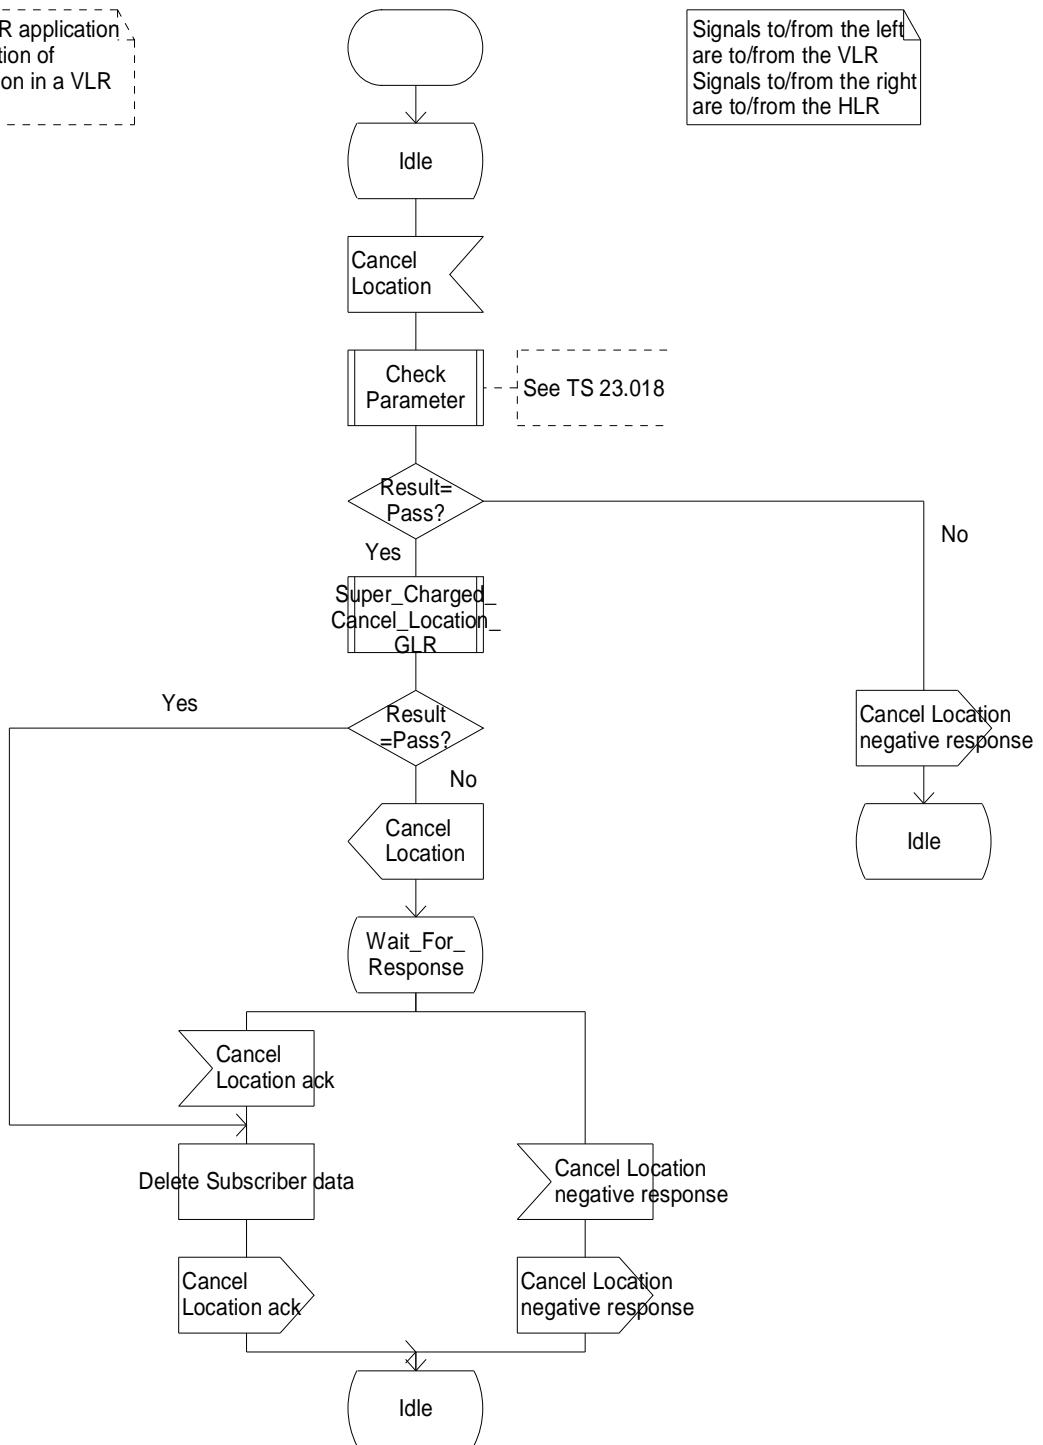 R application
tion of
on in a VLR
Signals to/from the left
are to/from the VLR
Signals to/from the right
are to/from the HLR
Idle
Cancel
Location
Check
Parameter
See TS 23.018
Result=
Pass?
No
Yes
Super_Charged_
Cancel_Location_
GLR
Yes
Result
=Pass?
No
Cancel Location
negative response
Cancel
Location
Idle
Wait_For_
Response
Cancel
Location ack
Delete Subscriber data
Cancel Location
negative response
Cancel
Location ack
Cancel Location
negative response
Idle